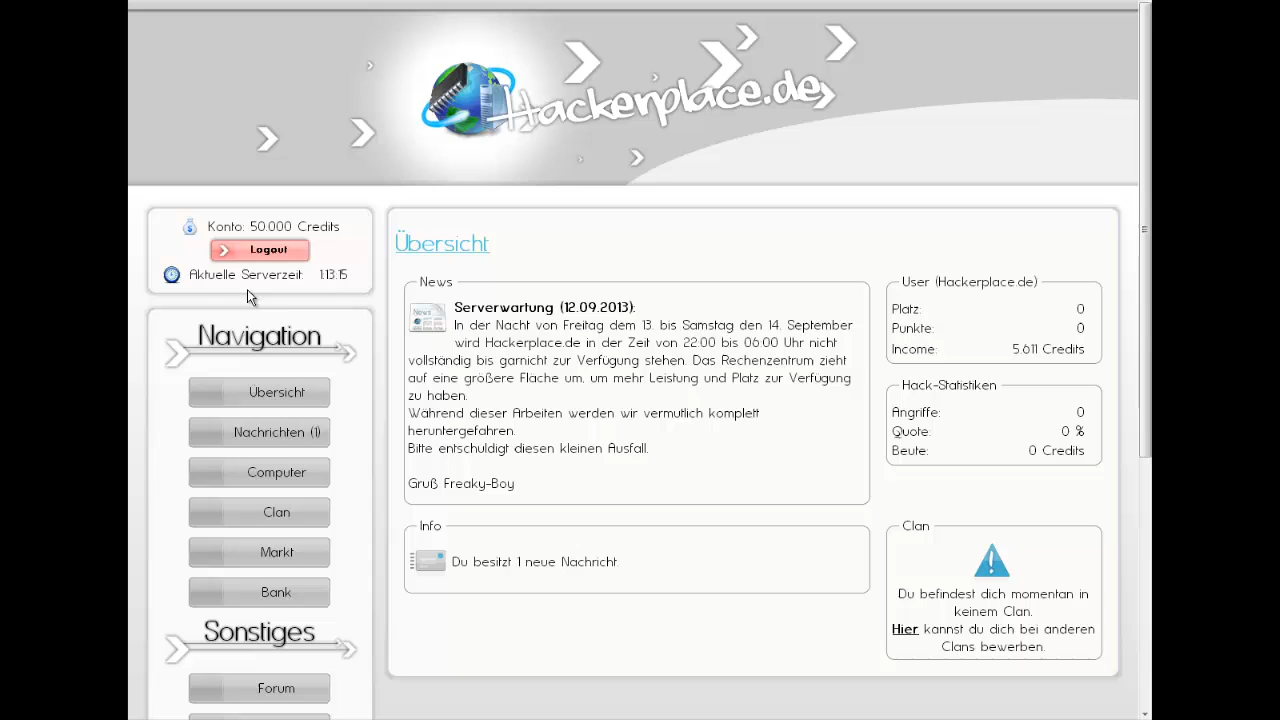 Hackerplace.de
Konto: 50.000 Credits
Logout
Aktuelle Serverzeit: 1:13:15
Navigation
Übersicht
Nachrichten (1)
Computer
Clan
Markt
Bank
Sonstiges
Forum
Übersicht
News
News
Serverwartung (12.09.2013):
In der Nacht von Freitag dem 13. bis Samstag den 14. September
wird Hackerplace.de in der Zeit von 22:00 bis 06:00 Uhr nicht
vollständig bis garnicht zur Verfügung stehen. Das Rechenzentrum zieht
auf eine größere Fläche um, um mehr Leistung und Platz zur Verfügung
zu haben.
Während dieser Arbeiten werden wir vermutlich komplett
heruntergefahren.
Bitte entschuldigt diesen kleinen Ausfall.
Gruß Freaky-Boy
Info
Du besitzt 1 neue Nachricht.
User (Hackerplace.de)
Platz: 0
Punkte: 0
Income: 5.611 Credits
Hack-Statistiken
Angriffe: 0
Quote: 0 %
Beute: 0 Credits
Clan
Du befindest dich momentan in
keinem Clan.
Hier kannst du dich bei anderen
Clans bewerben.